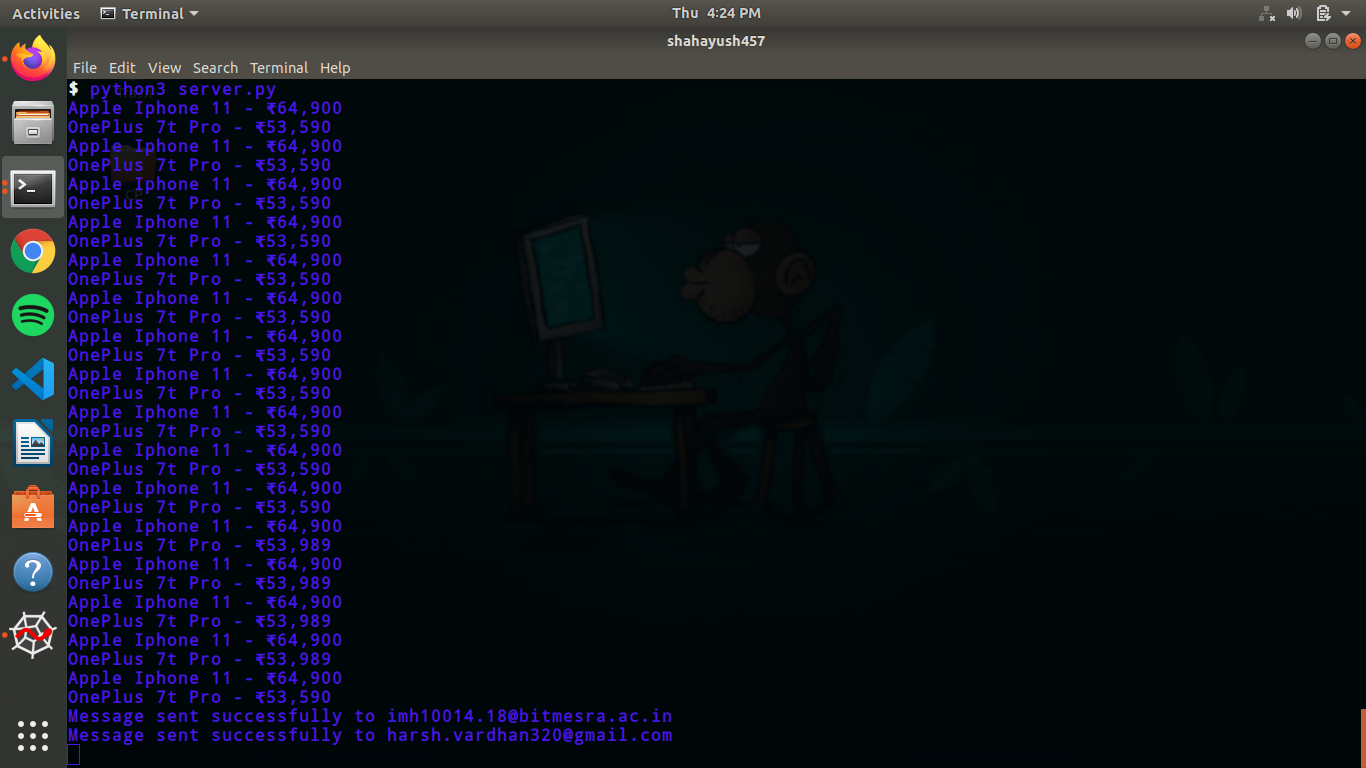 Activities Terminal Thu 4:24 PM
shahayush457
File Edit View Search Terminal Help
$ python3 server.py
Apple Iphone 11 - ₹64,900
OnePlus 7t Pro - ₹53,590
Apple Iphone 11 - ₹64,900
OnePlus 7t Pro - ₹53,590
Apple Iphone 11 - ₹64,900
OnePlus 7t Pro - ₹53,590
Apple Iphone 11 - ₹64,900
OnePlus 7t Pro - ₹53,590
Apple Iphone 11 - ₹64,900
OnePlus 7t Pro - ₹53,590
Apple Iphone 11 - ₹64,900
OnePlus 7t Pro - ₹53,590
Apple Iphone 11 - ₹64,900
OnePlus 7t Pro - ₹53,590
Apple Iphone 11 - ₹64,900
OnePlus 7t Pro - ₹53,590
Apple Iphone 11 - ₹64,900
OnePlus 7t Pro - ₹53,590
Apple Iphone 11 - ₹64,900
OnePlus 7t Pro - ₹53,590
Apple Iphone 11 - ₹64,900
OnePlus 7t Pro - ₹53,590
Apple Iphone 11 - ₹64,900
OnePlus 7t Pro - ₹53,989
Apple Iphone 11 - ₹64,900
OnePlus 7t Pro - ₹53,989
Apple Iphone 11 - ₹64,900
OnePlus 7t Pro - ₹53,989
Apple Iphone 11 - ₹64,900
OnePlus 7t Pro - ₹53,989
Apple Iphone 11 - ₹64,900
OnePlus 7t Pro - ₹53,590
Message sent successfully to imh10014.18@bitmesra.ac.in
Message sent successfully to harsh.vardhan320@gmail.com